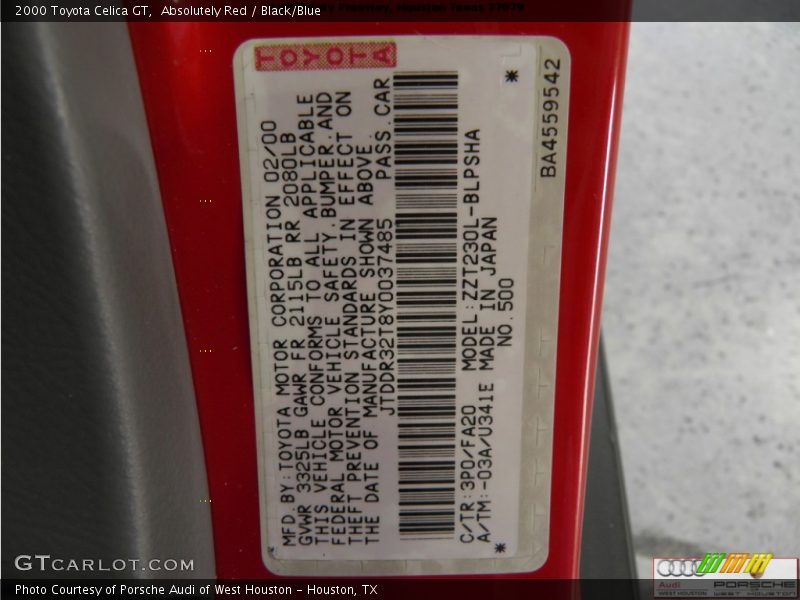 2000 Toyota Celica GT, Absolutely Red / Black/Blue
TOYOTA
MFD. BY: TOYOTA MOTOR CORPORATION 02/00
GVWR 3325LB GAWR FR 2115LB RR 2080LB
THIS VEHICLE CONFORMS TO ALL APPLICABLE
FEDERAL MOTOR VEHICLE SAFETY, BUMPER, AND
THEFT PREVENTION STANDARDS IN EFFECT ON
THE DATE OF MANUFACTURE SHOWN ABOVE.
JTDDR32T8Y0037485 PASS. CAR
C/TR: 3P0/FA20 MODEL: ZZT230L-BLPSHA
A/TM: -03A/U341E MADE IN JAPAN
NO. 500
* *
BA4559542
GTCARLOT.COM
Photo Courtesy of Porsche Audi of West Houston - Houston, TX
Audi PORSCHE
WEST HOUSTON WEST HOUSTON